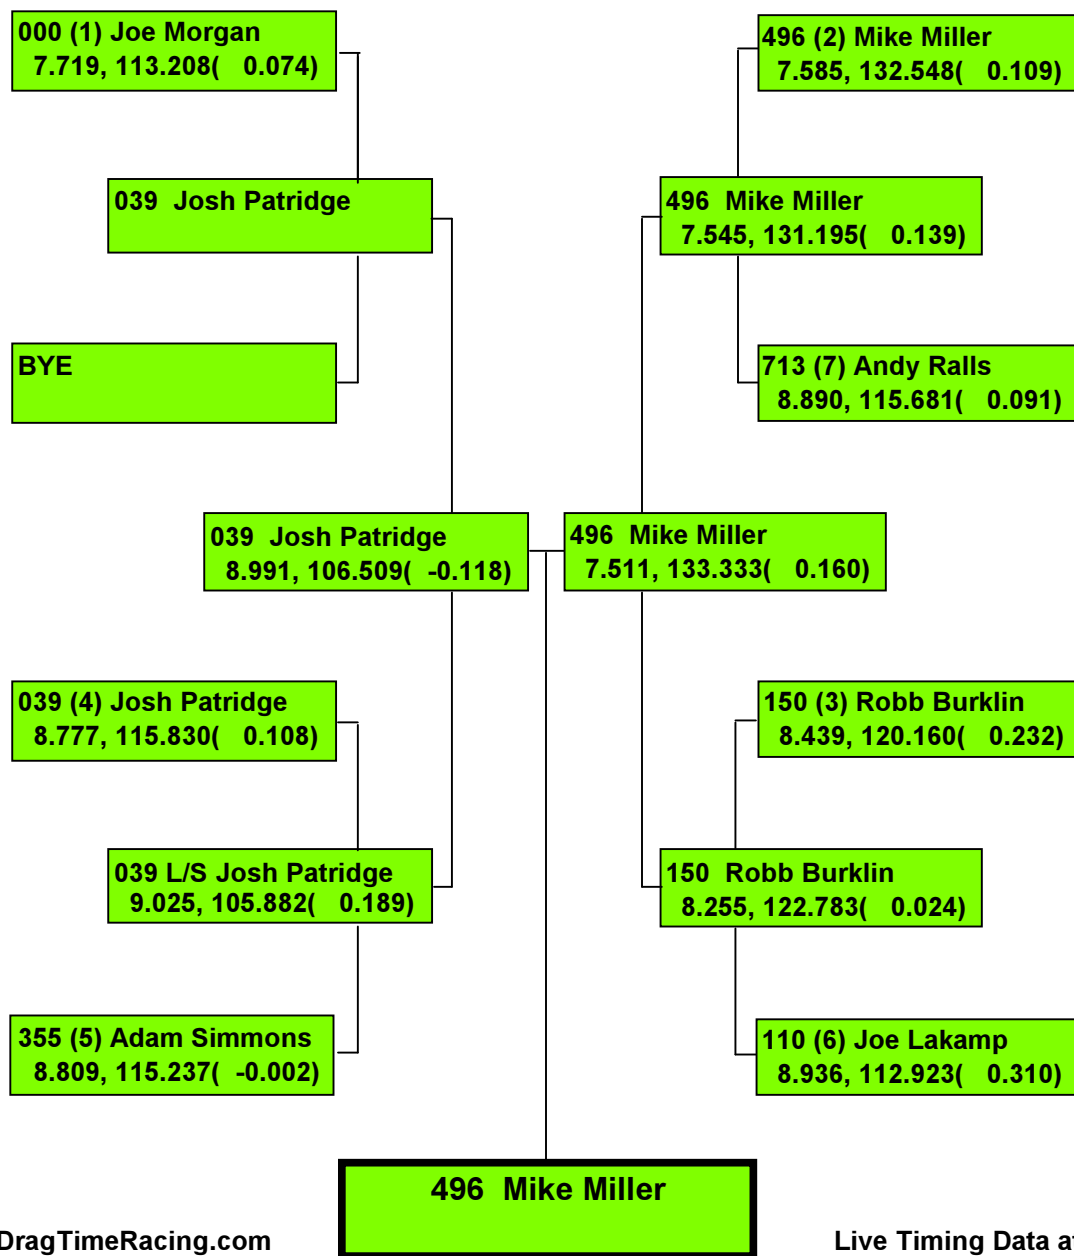 000 (1) Joe Morgan
7.719, 113.208( 0.074)
496 (2) Mike Miller
7.585, 132.548( 0.109)
039 Josh Patridge
496 Mike Miller
7.545, 131.195( 0.139)
BYE
713 (7) Andy Ralls
8.890, 115.681( 0.091)
039 Josh Patridge
8.991, 106.509( -0.118)
496 Mike Miller
7.511, 133.333( 0.160)
039 (4) Josh Patridge
8.777, 115.830( 0.108)
150 (3) Robb Burklin
8.439, 120.160( 0.232)
039 L/S Josh Patridge
9.025, 105.882( 0.189)
150 Robb Burklin
8.255, 122.783( 0.024)
355 (5) Adam Simmons
8.809, 115.237( -0.002)
110 (6) Joe Lakamp
8.936, 112.923( 0.310)
496 Mike Miller
DragTimeRacing.com
Live Timing Data at